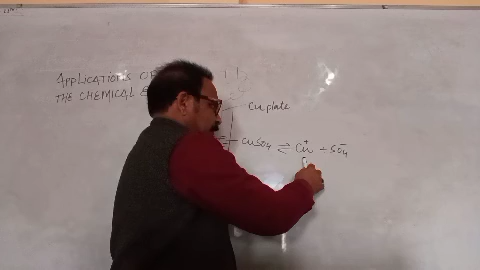 APPLICATIONS OF
THE CHEMICAL E
Cu plate
CuSO4 ⇌ Cu+ + SO4-